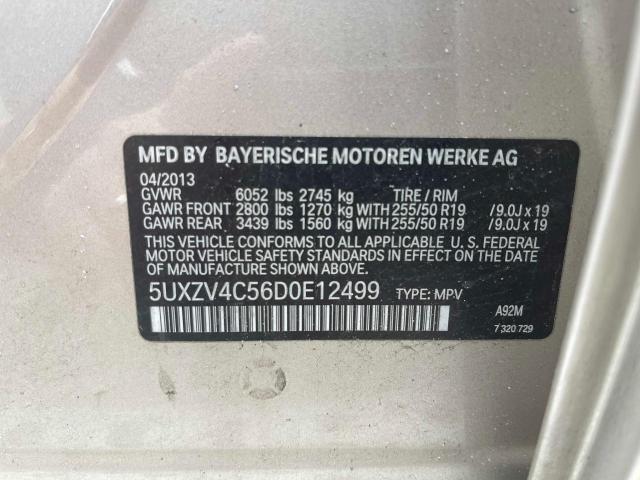 MFD BY BAYERISCHE MOTOREN WERKE AG
04/2013
GVWR 6052 lbs 2745 kg TIRE / RIM
GAWR FRONT 2800 lbs 1270 kg WITH 255/50 R19 /9.0J x 19
GAWR REAR 3439 lbs 1560 kg WITH 255/50 R19 /9.0J x 19
THIS VEHICLE CONFORMS TO ALL APPLICABLE U. S. FEDERAL
MOTOR VEHICLE SAFETY STANDARDS IN EFFECT ON THE
DATE OF MANUFACTURE SHOWN ABOVE.
5UXZV4C56D0E12499 TYPE: MPV
A92M
7 320 729